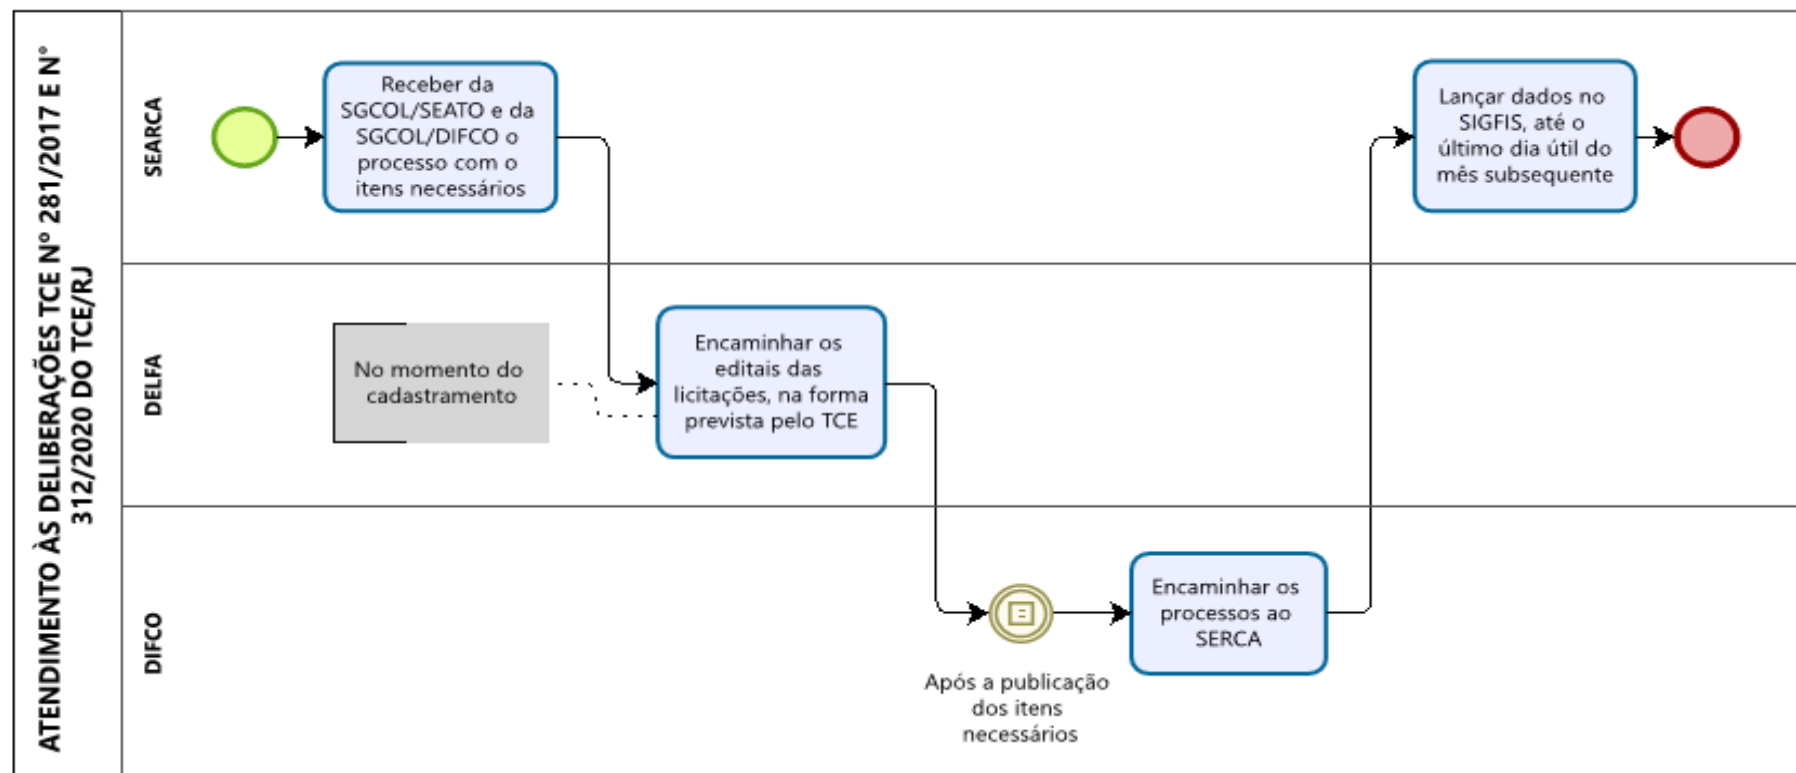 ATENDIMENTO ÀS DELIBERAÇÕES TCE Nº 281/2017 E N°
312/2020 DO TCE/RJ
SEARCA
Receber da
SGCOL/SEATO e da
SGCOL/DIFCO o
processo com o
itens necessários
Lançar dados no
SIGFIS, até o
último dia útil do
mês subsequente
DELFA
No momento do
cadastramento
Encaminhar os
editais das
licitações, na forma
prevista pelo TCE
DIFCO
Após a publicação
dos itens
necessários
Encaminhar os
processos ao
SERCA